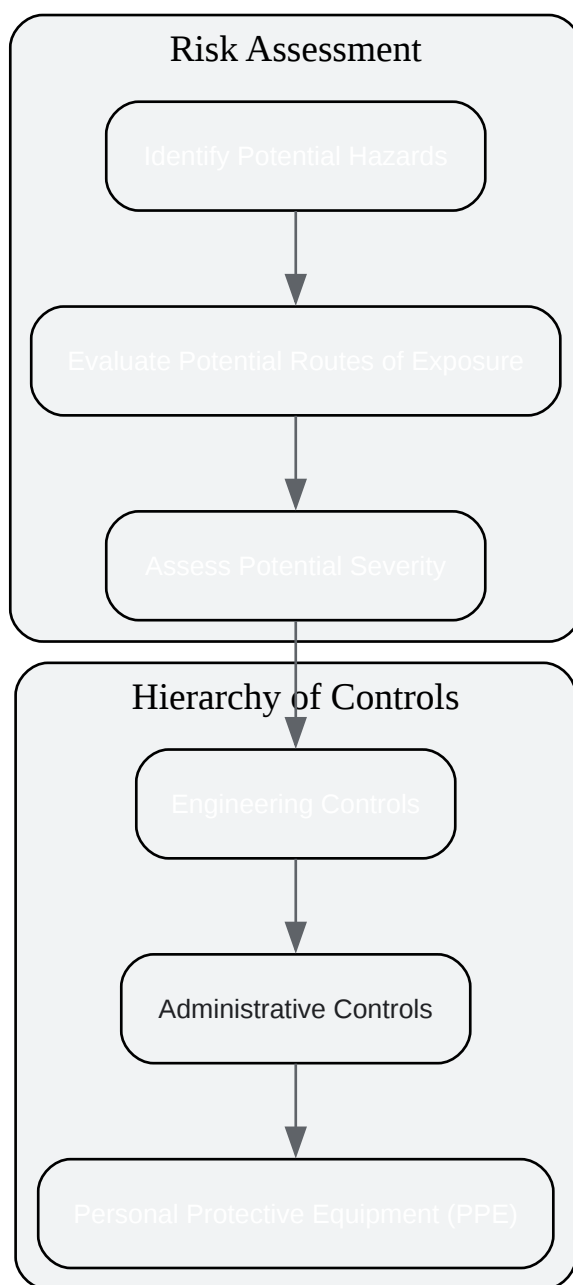 Risk Assessment
Identify Potential Hazards
Evaluate Potential Routes of Exposure
Assess Potential Severity
Hierarchy of Controls
Engineering Controls
Administrative Controls
Personal Protective Equipment (PPE)